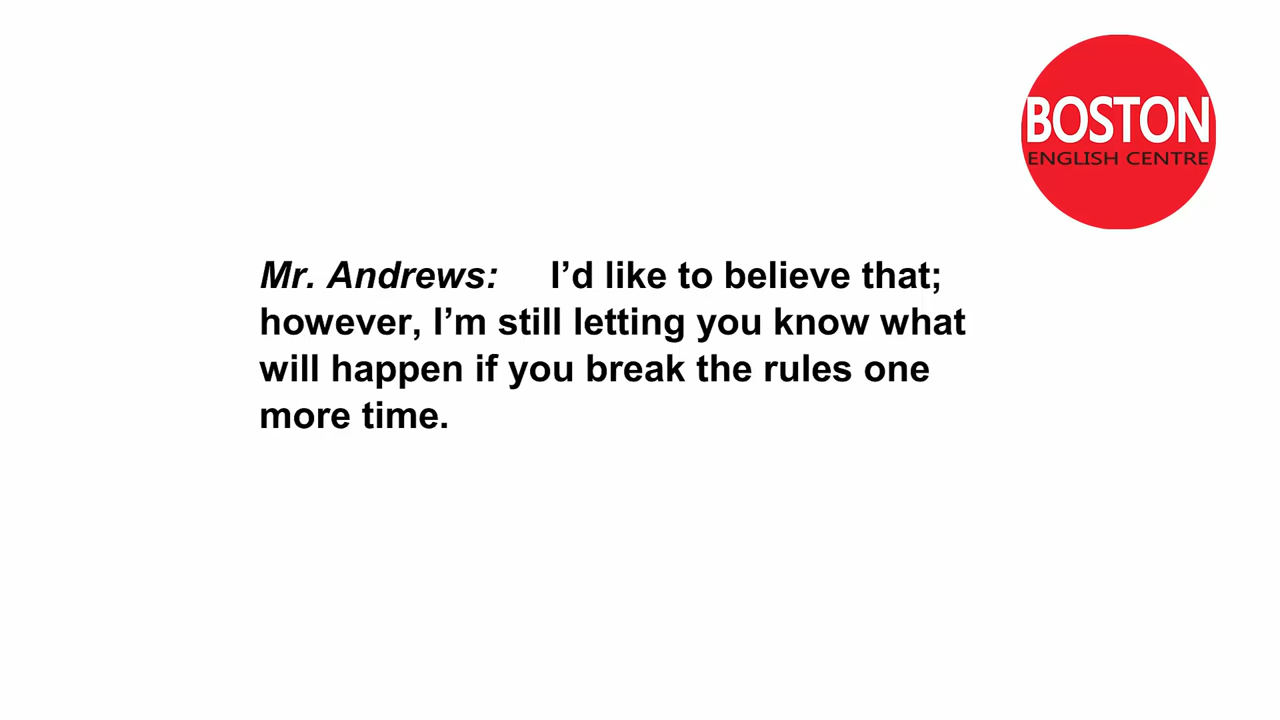 BOSTON
ENGLISH CENTRE
Mr. Andrews: I’d like to believe that;
however, I’m still letting you know what
will happen if you break the rules one
more time.